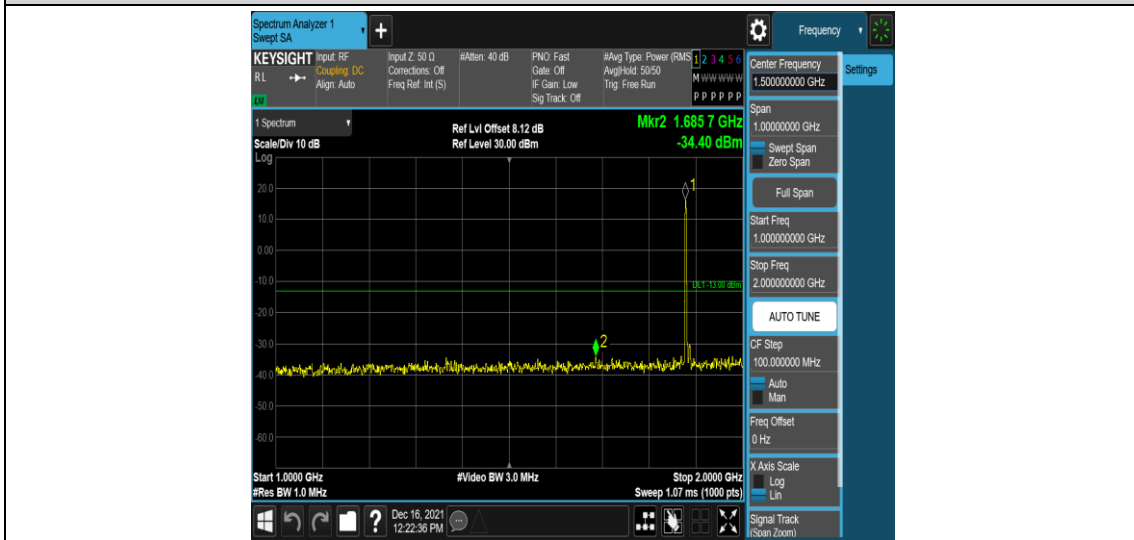 Spectrum Analyzer 1
Swept SA
+
Frequency
KEYSIGHT
RL
Input: RF
Coupling: DC
Align: Auto
Input Z: 50 Ω
Corrections: Off
Freq Ref: Int (S)
#Atten: 40 dB
PNO: Fast
Gate: Off
IF Gain: Low
Sig Track: Off
#Avg Type: Power (RMS
Avg|Hold: 50/50
Trig: Free Run
1 2 3 4 5 6
M W W W W W
P P P P P P
1 Spectrum
Scale/Div 10 dB
Log
Ref Lvl Offset 8.12 dB
Ref Level 30.00 dBm
Mkr2 1.685 7 GHz
-34.40 dBm
20.0
10.0
0.00
-10.0
-20.0
-30.0
-40.0
-50.0
-60.0
1
DL1 -13.00 dBm
2
Start 1.0000 GHz
#Res BW 1.0 MHz
#Video BW 3.0 MHz
Stop 2.0000 GHz
Sweep 1.07 ms (1000 pts)
Center Frequency
1.50000000 GHz
Settings
Span
1.00000000 GHz
Swept Span
Zero Span
Full Span
Start Freq
1.000000000 GHz
Stop Freq
2.000000000 GHz
AUTO TUNE
CF Step
100.000000 MHz
Auto
Man
Freq Offset
0 Hz
X Axis Scale
Log
Lin
Signal Track
(Span Zoom)
?
Dec 16, 2021
12:22:36 PM